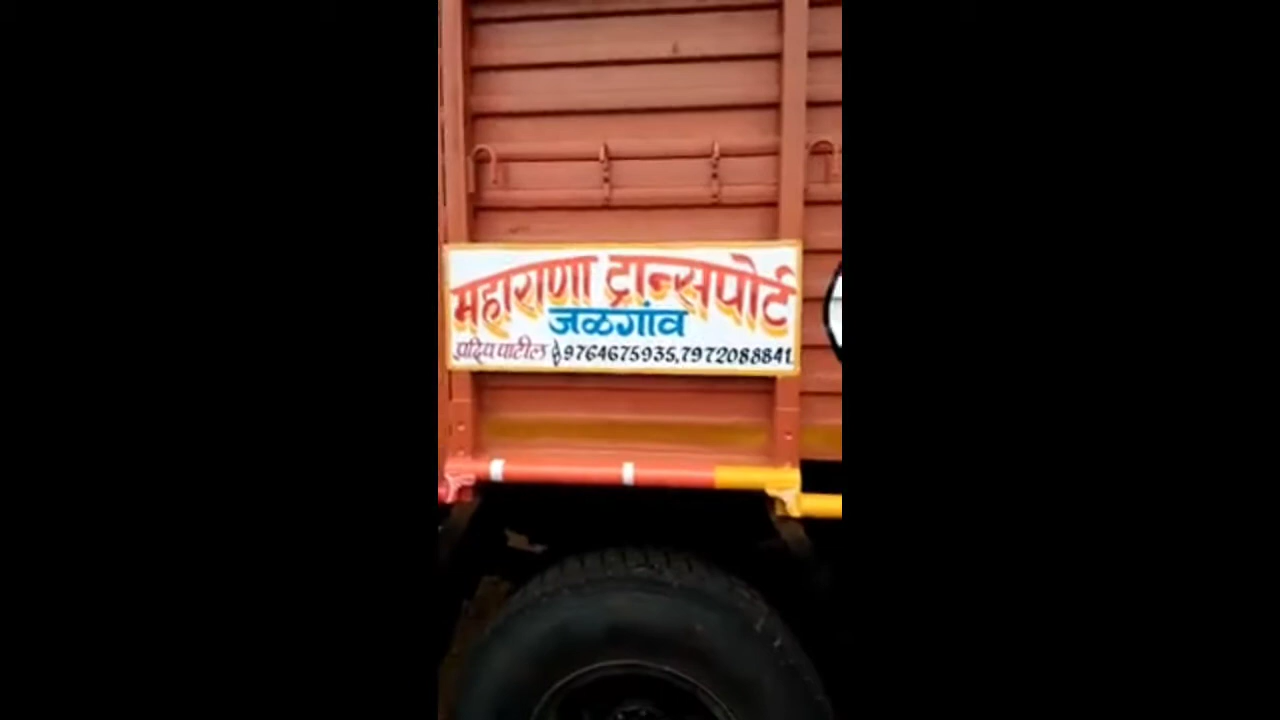 महाराणा ट्रान्सपोर्ट
जळगांव
प्रदिप पाटील 9764675935,7972088841